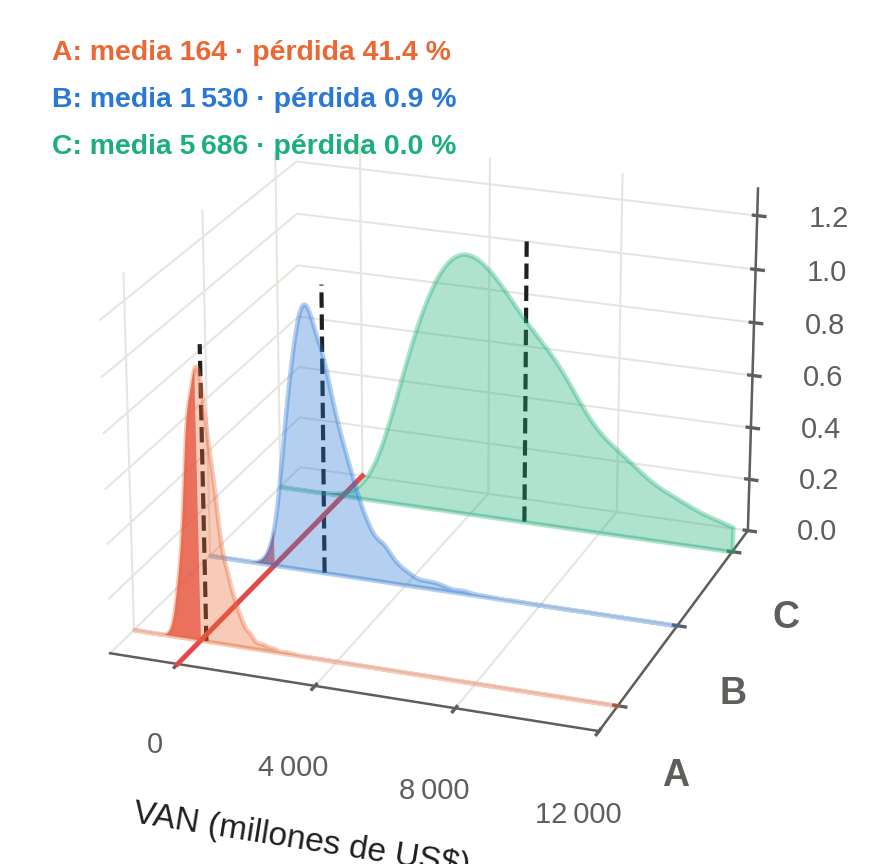 A: media 164 · pérdida 41.4 %
B: media 1 530 · pérdida 0.9 %
C: media 5 686 · pérdida 0.0 %
1.2
1.0
0.8
0.6
0.4
0.2
0.0
C
B
A
0
4 000
8 000
12 000
VAN (millones de US$)